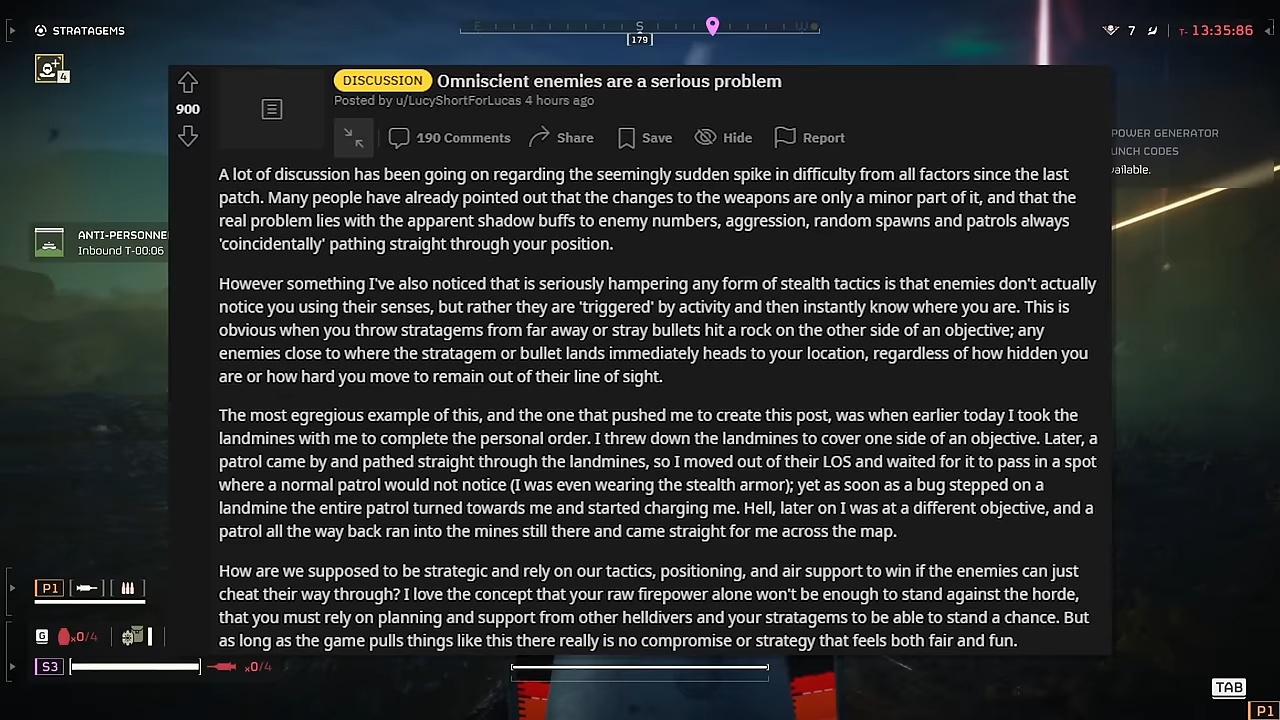 STRATAGEMS
E
S
W
[179]
7
T- 13:35:86
4
DISCUSSION Omniscient enemies are a serious problem
Posted by u/LucyShortForLucas 4 hours ago
900
190 Comments Share Save Hide Report
POWER GENERATOR
UNCH CODES
vailable.
A lot of discussion has been going on regarding the seemingly sudden spike in difficulty from all factors since the last
patch. Many people have already pointed out that the changes to the weapons are only a minor part of it, and that the
real problem lies with the apparent shadow buffs to enemy numbers, aggression, random spawns and patrols always
'coincidentally' pathing straight through your position.
ANTI-PERSONNE
Inbound T-00:06
However something I've also noticed that is seriously hampering any form of stealth tactics is that enemies don't actually
notice you using their senses, but rather they are 'triggered' by activity and then instantly know where you are. This is
obvious when you throw stratagems from far away or stray bullets hit a rock on the other side of an objective; any
enemies close to where the stratagem or bullet lands immediately heads to your location, regardless of how hidden you
are or how hard you move to remain out of their line of sight.
The most egregious example of this, and the one that pushed me to create this post, was when earlier today I took the
landmines with me to complete the personal order. I threw down the landmines to cover one side of an objective. Later, a
patrol came by and pathed straight through the landmines, so I moved out of their LOS and waited for it to pass in a spot
where a normal patrol would not notice (I was even wearing the stealth armor); yet as soon as a bug stepped on a
landmine the entire patrol turned towards me and started charging me. Hell, later on I was at a different objective, and a
patrol all the way back ran into the mines still there and came straight for me across the map.
How are we supposed to be strategic and rely on our tactics, positioning, and air support to win if the enemies can just
cheat their way through? I love the concept that your raw firepower alone won't be enough to stand against the horde,
that you must rely on planning and support from other helldivers and your stratagems to be able to stand a chance. But
as long as the game pulls things like this there really is no compromise or strategy that feels both fair and fun.
P1
G x0/4
S3 x0/4
TAB
P1